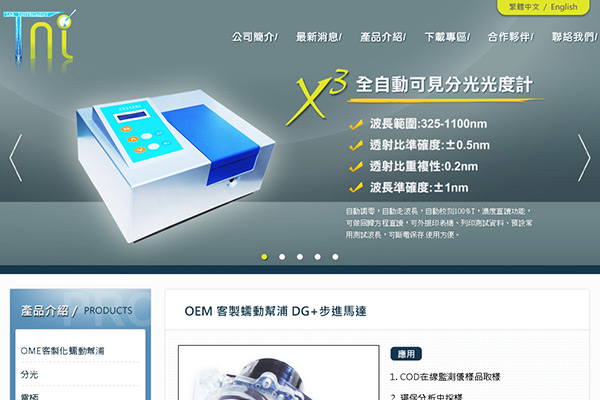 繁體中文 / English
Tni
公司簡介/ 最新消息/ 產品介紹/ 下載專區/ 合作夥伴/ 聯絡我們/
X3 全自動可見分光光度計
波長範圍:325-1100nm
透射比準確度:±0.5nm
透射比重複性:0.2nm
波長準確度:±1nm
自動調零，自動走波長，自動校刻100%T，濃度直讀功能，
可做回歸方程直讀，可外接印表機、列印測試資料、預設常
用測試波長，可斷電保存 使用方便。
產品介紹 / PRODUCTS
OME客製化蠕動幫浦
分光
電極
OEM 客製蠕動幫浦 DG+步進馬達
應用
1. COD在線監測儀樣品取樣
2. 環保分析中採樣